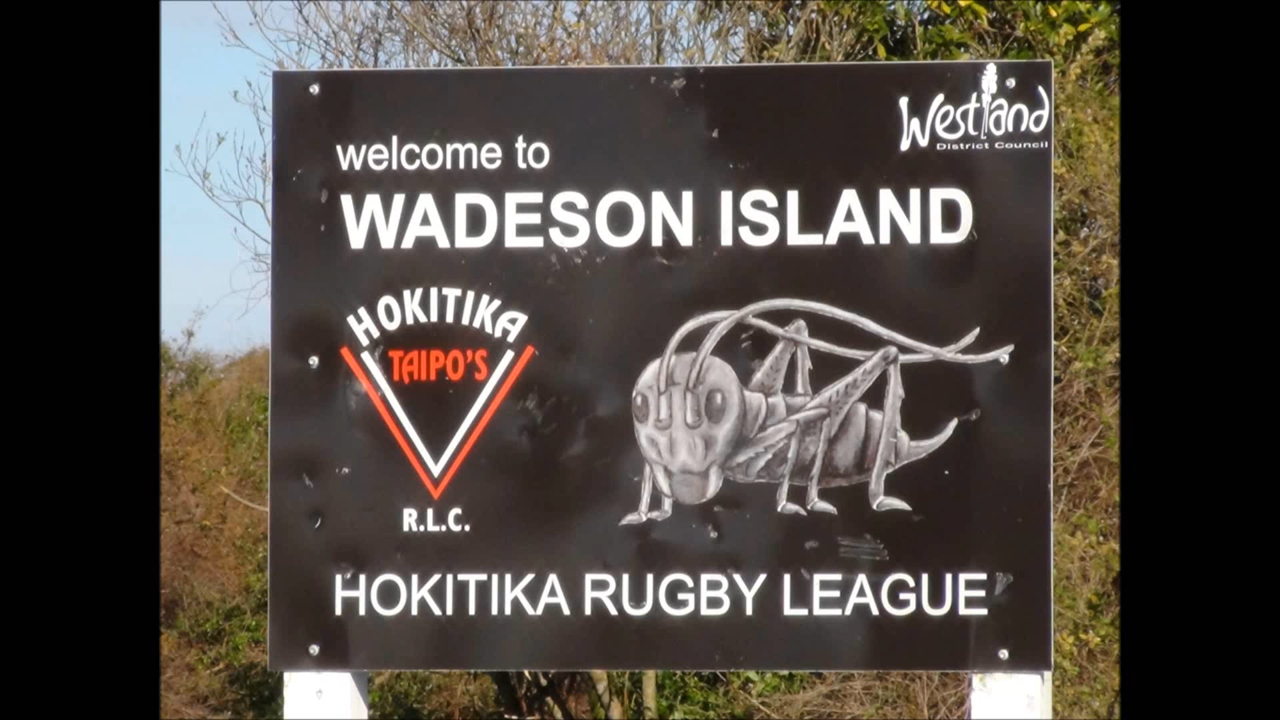 Westland
District Council
welcome to
WADESON ISLAND
HOKITIKA
TAIPO'S
R.L.C.
HOKITIKA RUGBY LEAGUE